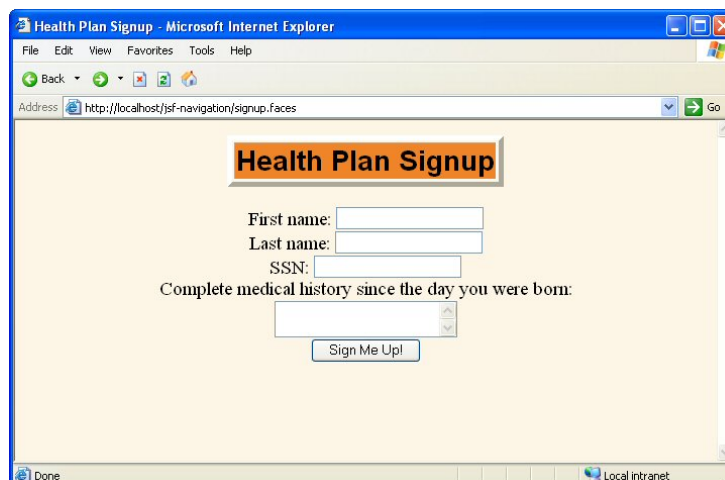 Health Plan Signup - Microsoft Internet Explorer
File Edit View Favorites Tools Help
Back
Address http://localhost/jsf-navigation/signup.faces Go
Health Plan Signup
First name:
Last name:
SSN:
Complete medical history since the day you were born:
Sign Me Up!
Done Local intranet